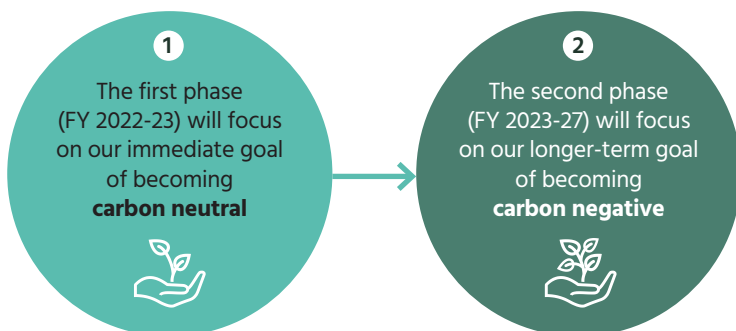 1
The first phase
(FY 2022-23) will focus
on our immediate goal
of becoming
carbon neutral
2
The second phase
(FY 2023-27) will focus
on our longer-term goal
of becoming
carbon negative